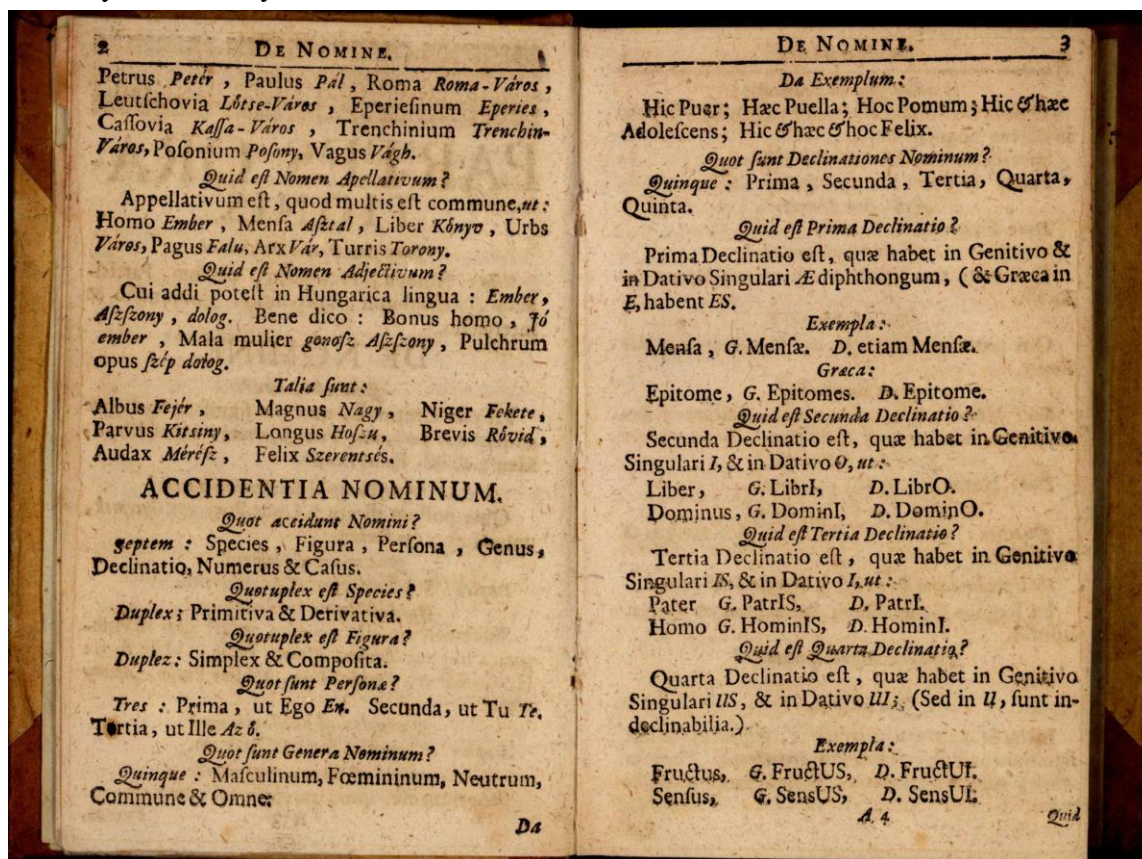 2 DE NOMINE.
Petrus Petér , Paulus Pál , Roma Roma-Város ,
Leutſchovia Lőtse-Város , Eperieſinum Eperies ,
Caſſovia Kaſſa-Város , Trenchinium Trenchin-
Város, Poſonium Poſony, Vagus Vágh.
Quid eſt Nomen Apellativum?
Appellativum eſt, quod multis eſt commune, ut:
Homo Ember , Menſa Aſztal , Liber Kőnyv , Urbs
Város, Pagus Falu, Arx Vár, Turris Torony.
Quid eſt Nomen Adjectivum?
Cui addi poteſt in Hungarica lingua : Ember,
Aſzſzony , dolog. Bene dico : Bonus homo , Jó
ember , Mala mulier gonoſz Aſzſzony , Pulchrum
opus ſzép dolog.
Talia ſunt :
Albus Fejér , Magnus Nagy , Niger Fekete ,
Parvus Kitsiny , Longus Hoſzu , Brevis Rővid ,
Audax Méréſz , Felix Szerentsés.
ACCIDENTIA NOMINUM.
Quot accidunt Nomini?
Septem : Species , Figura , Perſona , Genus,
Declinatio, Numerus & Caſus.
Quotuplex eſt Species?
Duplex : Primitiva & Derivativa.
Quotuplex eſt Figura?
Duplez : Simplex & Compoſita.
Quot ſunt Perſonæ?
Tres : Prima , ut Ego En. Secunda, ut Tu Te.
Tertia, ut Ille Az ő.
Quot ſunt Genera Nominum?
Quinque : Maſculinum, Fœmininum, Neutrum,
Commune & Omne:
Da
DE NOMINE. 3
Da Exemplum :
Hic Puer ; Hæc Puella ; Hoc Pomum ; Hic & hæc
Adoleſcens ; Hic & hæc & hoc Felix.
Quot ſunt Declinationes Nominum?
Quinque : Prima , Secunda , Tertia, Quarta,
Quinta.
Quid eſt Prima Declinatio?
Prima Declinatio eſt, quæ habet in Genitivo &
in Dativo Singulari Æ diphthongum, (& Græca in
E, habent ES.
Exempla :
Menſa , G. Menſæ. D. etiam Menſæ.
Græca :
Epitome, G. Epitomes. D. Epitome.
Quid eſt Secunda Declinatio?
Secunda Declinatio eſt, quæ habet in Genitivo
Singulari I, & in Dativo O, ut :
Liber, G. LibrI, D. LibrO.
Dominus, G. DominI, D. DominO.
Quid eſt Tertia Declinatio?
Tertia Declinatio eſt, quæ habet in Genitivo
Singulari IS, & in Dativo I, ut :
Pater G. PatrIS, D. PatrI.
Homo G. HominIS, D. HominI.
Quid eſt Quarta Declinatio?
Quarta Declinatio eſt, quæ habet in Genitivo
Singulari US, & in Dativo UI; (Sed in U, ſunt in-
declinabilia.)
Exempla :
Fructus, G. FructUS, D. FructUI.
Senſus, G. SensUS, D. SensUI.
A 4 Quid